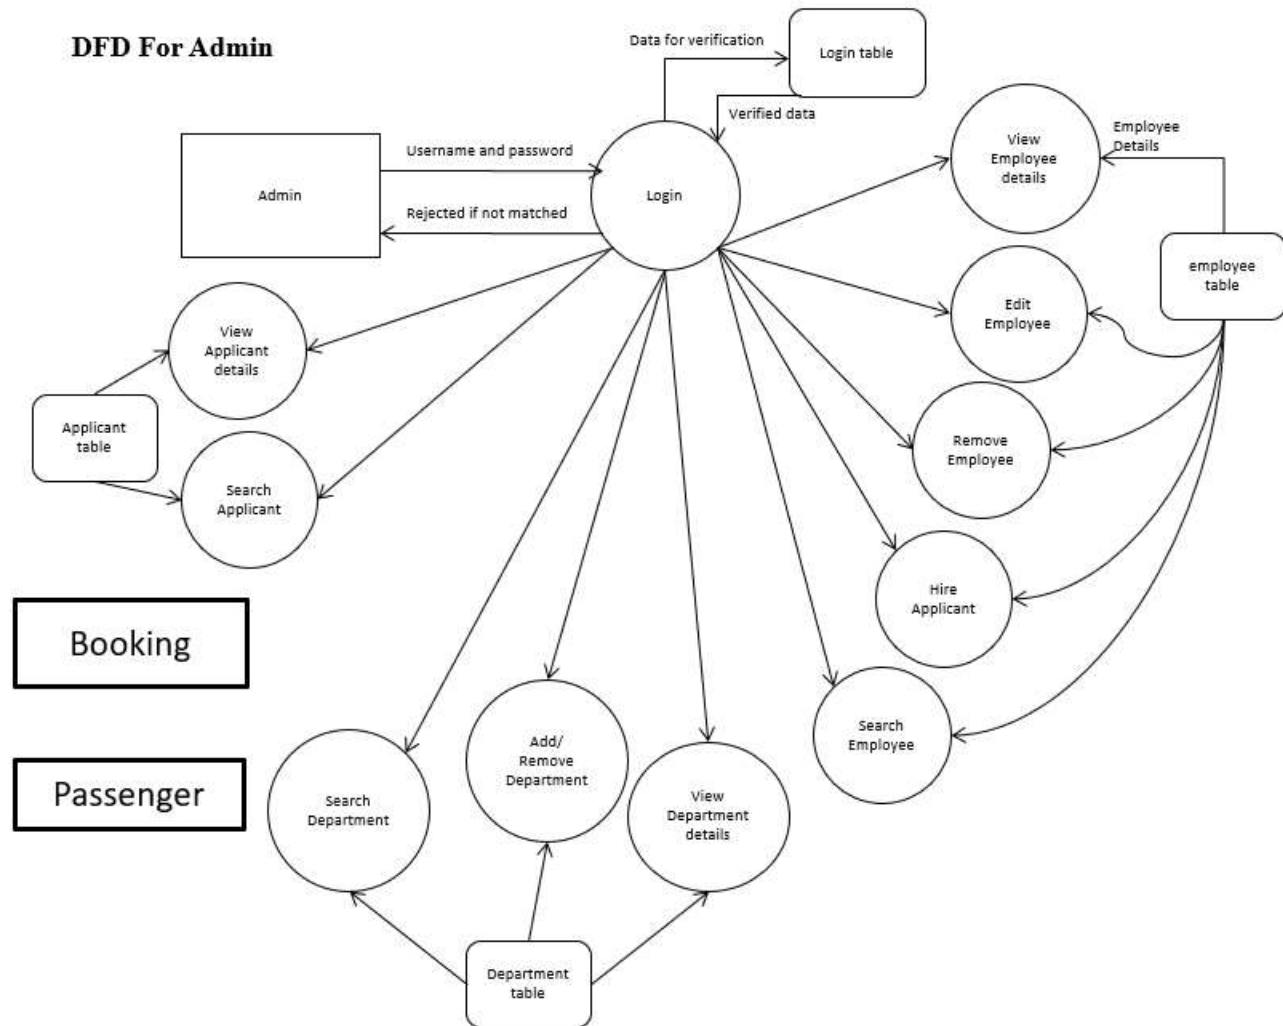 DFD For Admin
Data for verification
Login table
Verified data
View
Employee
details
Employee
Details
Username and password
Admin
Login
Rejected if not matched
employee
table
Edit
Employee
View
Applicant
details
Applicant
table
Search
Applicant
Remove
Employee
Hire
Applicant
Booking
Search
Employee
Passenger
Search
Department
Add/
Remove
Department
View
Department
details
Department
table